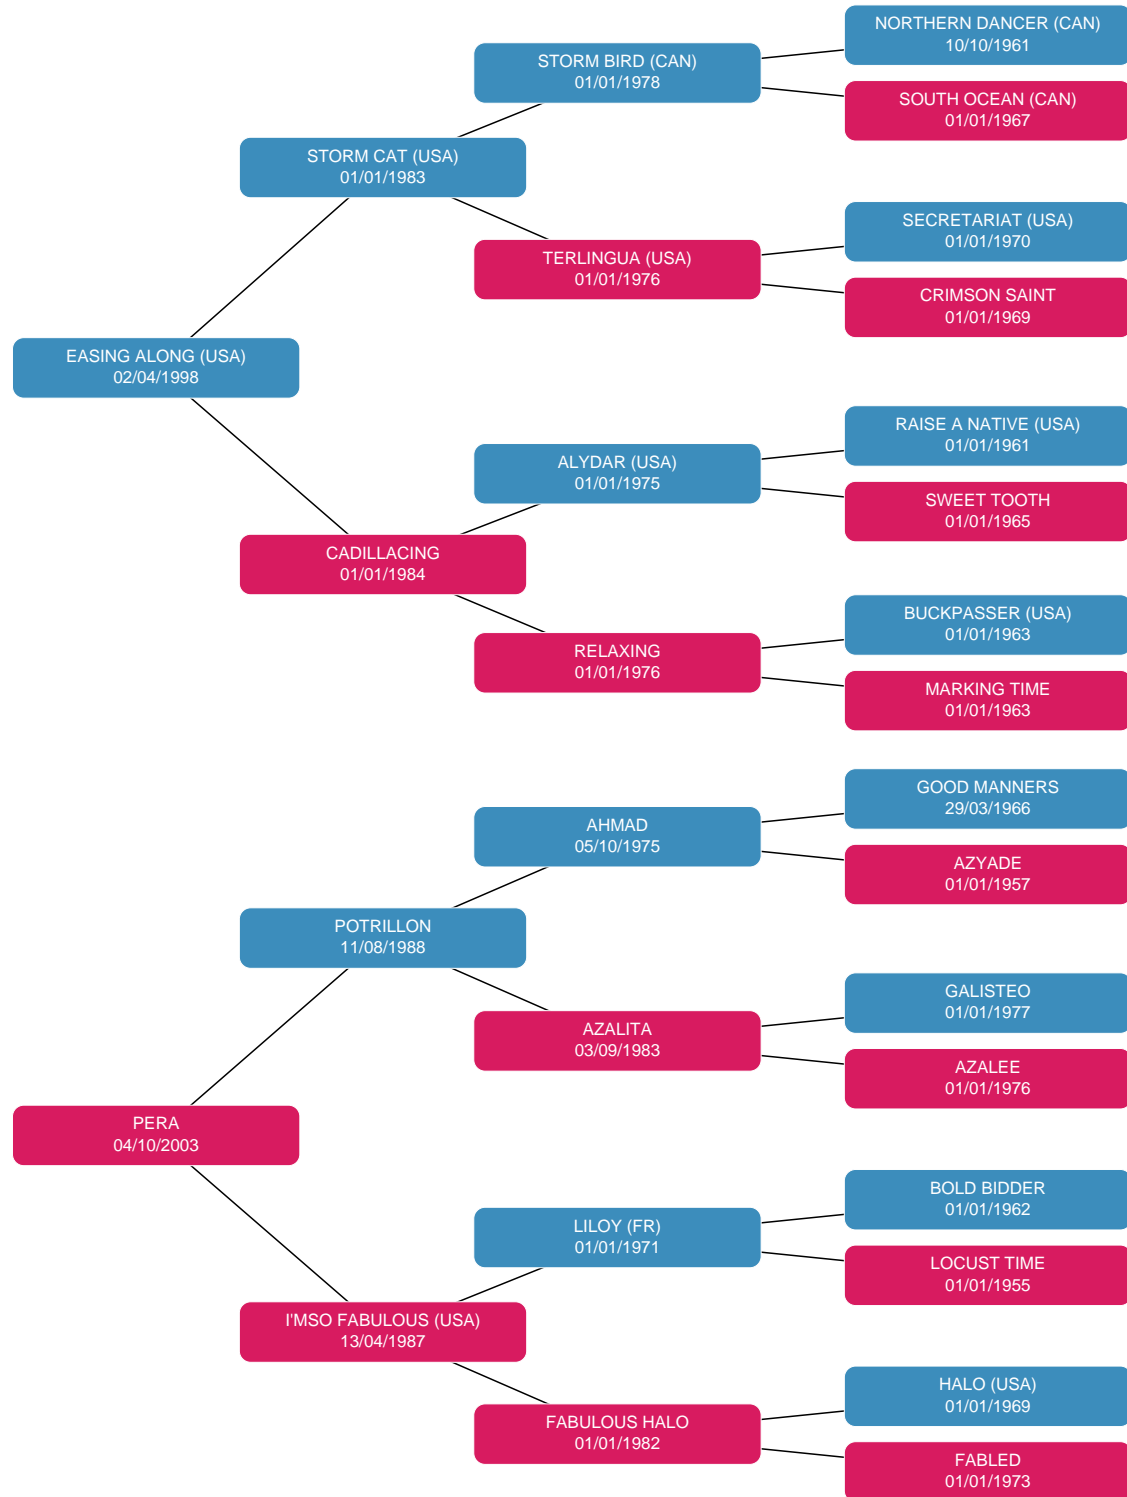 NORTHERN DANCER (CAN)
10/10/1961
STORM BIRD (CAN)
01/01/1978
SOUTH OCEAN (CAN)
01/01/1967
STORM CAT (USA)
01/01/1983
SECRETARIAT (USA)
01/01/1970
TERLINGUA (USA)
01/01/1976
CRIMSON SAINT
01/01/1969
EASING ALONG (USA)
02/04/1998
RAISE A NATIVE (USA)
01/01/1961
ALYDAR (USA)
01/01/1975
SWEET TOOTH
01/01/1965
CADILLACING
01/01/1984
BUCKPASSER (USA)
01/01/1963
RELAXING
01/01/1976
MARKING TIME
01/01/1963
GOOD MANNERS
29/03/1966
AHMAD
05/10/1975
AZYADE
01/01/1957
POTRILLON
11/08/1988
GALISTEO
01/01/1977
AZALITA
03/09/1983
AZALEE
01/01/1976
PERA
04/10/2003
BOLD BIDDER
01/01/1962
LILOY (FR)
01/01/1971
LOCUST TIME
01/01/1955
I'MSO FABULOUS (USA)
13/04/1987
HALO (USA)
01/01/1969
FABULOUS HALO
01/01/1982
FABLED
01/01/1973